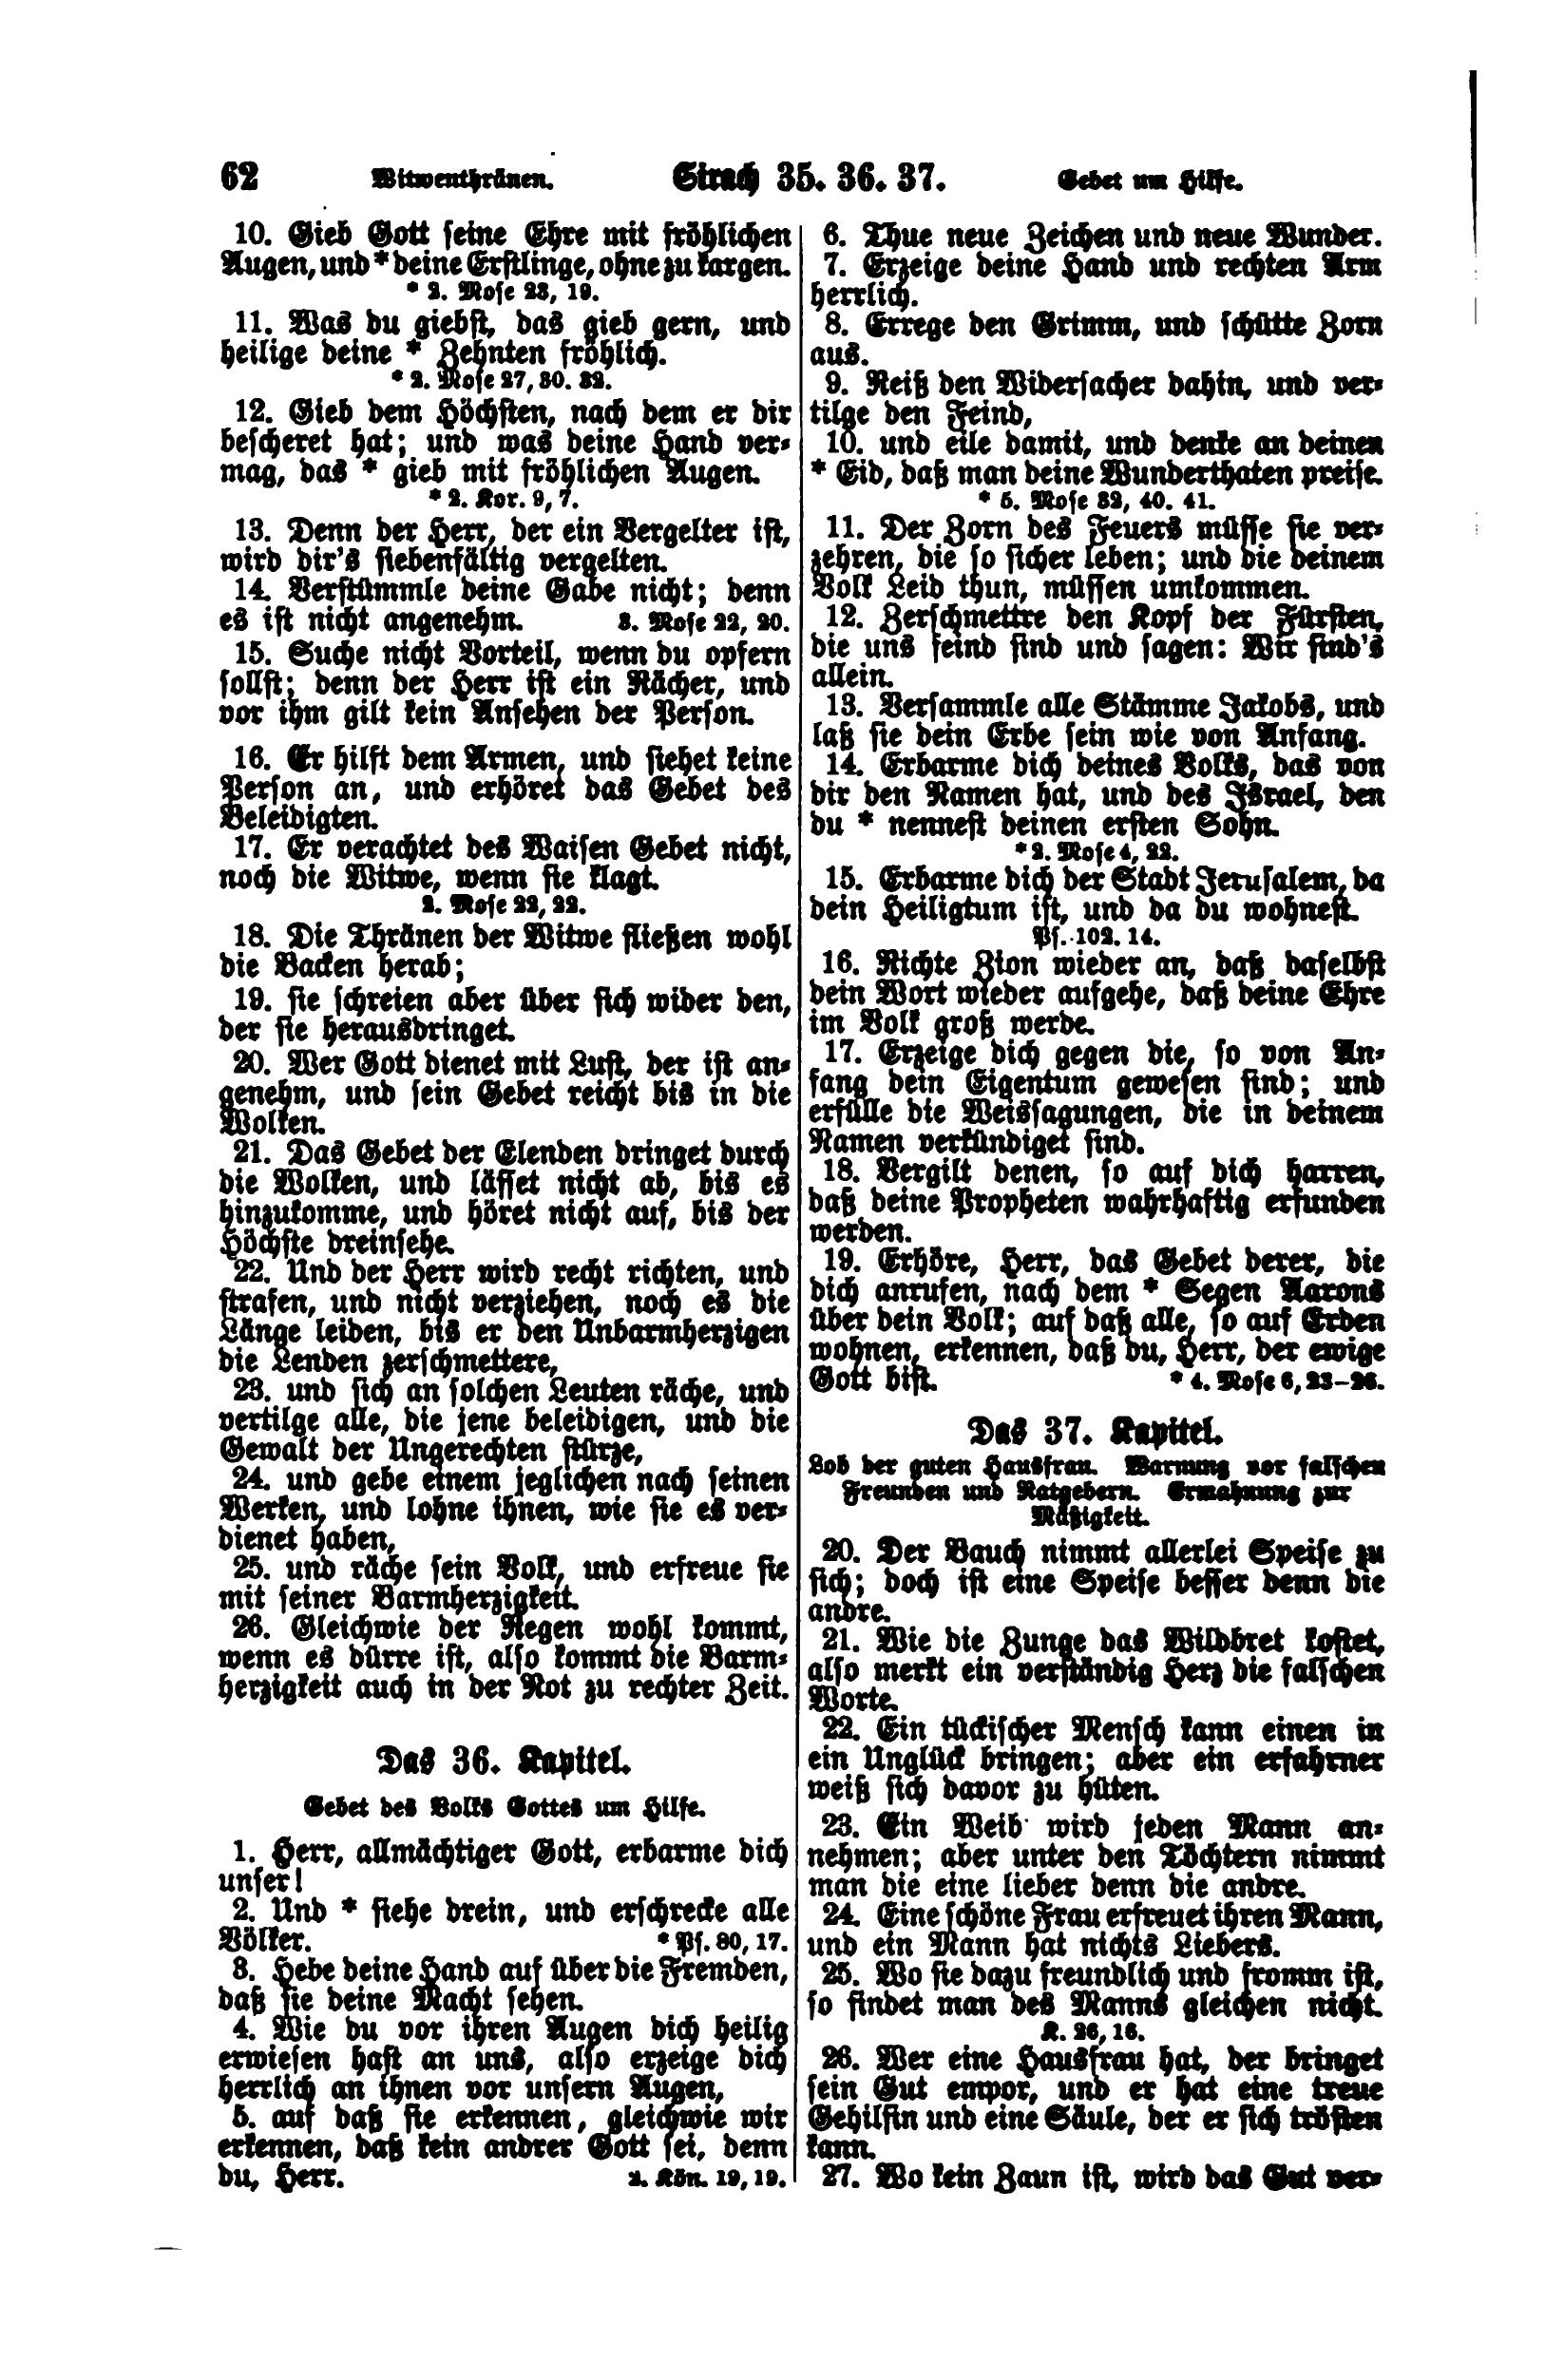 62 Witwenthränen. Sirach 35. 36. 37. Gebet um Hilfe.
10. Gieb Gott seine Ehre mit fröhlichen
Augen, und * deine Erstlinge, ohne zu kargen.
* 2. Mose 23, 19.
11. Was du giebst, das gieb gern, und
heilige deine * Zehnten fröhlich.
* 2. Mose 27, 30. 32.
12. Gieb dem Höchsten, nach dem er dir
bescheret hat; und was deine Hand ver-
mag, das * gieb mit fröhlichen Augen.
* 2. Kor. 9, 7.
13. Denn der Herr, der ein Vergelter ist,
wird dir's siebenfältig vergelten.
14. Verstümmle deine Gabe nicht; denn
es ist nicht angenehm. 3. Mose 22, 20.
15. Suche nicht Vorteil, wenn du opfern
sollst; denn der Herr ist ein Rächer, und
vor ihm gilt kein Ansehen der Person.
16. Er hilft dem Armen, und siehet keine
Person an, und erhöret das Gebet des
Beleidigten.
17. Er verachtet des Waisen Gebet nicht,
noch die Witwe, wenn sie klagt.
2. Mose 22, 22.
18. Die Thränen der Witwe fließen wohl
die Backen herab;
19. sie schreien aber über sich wider den,
der sie herausbringet.
20. Wer Gott dienet mit Lust, der ist an-
genehm, und sein Gebet reicht bis in die
Wolken.
21. Das Gebet der Elenden bringet durch
die Wolken, und lässet nicht ab, bis es
hinzukomme, und höret nicht auf, bis der
Höchste dreinsehe.
22. Und der Herr wird recht richten, und
strafen, und nicht verziehen, noch es die
Länge leiden, bis er den Unbarmherzigen
die Lenden zerschmettere,
23. und sich an solchen Leuten räche, und
vertilge alle, die jene beleidigen, und die
Gewalt der Ungerechten stürze,
24. und gebe einem jeglichen nach seinen
Werken, und lohne ihnen, wie sie es ver-
dienet haben,
25. und räche sein Volk, und erfreue sie
mit seiner Barmherzigkeit.
26. Gleichwie der Regen wohl kommt,
wenn es dürre ist, also kommt die Barm-
herzigkeit auch in der Not zu rechter Zeit.
Das 36. Kapitel.
Gebet des Volks Gottes um Hilfe.
1. Herr, allmächtiger Gott, erbarme dich
unser!
2. Und * siehe drein, und erschrecke alle
Völker. * Ps. 80, 17.
3. Hebe deine Hand auf über die Fremden,
daß sie deine Macht sehen.
4. Wie du vor ihren Augen dich heilig
erwiesen hast an uns, also erzeige dich
herrlich an ihnen vor unsern Augen,
5. auf daß sie erkennen, gleichwie wir
erkennen, daß kein andrer Gott sei, denn
du, Herr. 2. Kön. 19, 19.
6. Thue neue Zeichen und neue Wunder.
7. Erzeige deine Hand und rechten Arm
herrlich.
8. Errege den Grimm, und schütte Zorn
aus.
9. Reiß den Widersacher dahin, und ver-
tilge den Feind,
10. und eile damit, und denke an deinen
* Eid, daß man deine Wunderthaten preise.
* 5. Mose 32, 40. 41.
11. Der Zorn des Feuers müsse sie ver-
zehren, die so sicher leben; und die deinem
Volk Leid thun, müssen umkommen.
12. Zerschmettre den Kopf der Fürsten,
die uns feind sind und sagen: Wir sind's
allein.
13. Versammle alle Stämme Jakobs, und
laß sie dein Erbe sein wie von Anfang.
14. Erbarme dich deines Volks, das von
dir den Namen hat, und des Israel, den
du * nennest deinen ersten Sohn.
* 2. Mose 4, 22.
15. Erbarme dich der Stadt Jerusalem, da
dein Heiligtum ist, und da du wohnest.
Ps. 102. 14.
16. Richte Zion wieder an, daß daselbst
dein Wort wieder aufgehe, daß deine Ehre
im Volk groß werde.
17. Erzeige dich gegen die, so von An-
fang dein Eigentum gewesen sind; und
erfülle die Weissagungen, die in deinem
Namen verkündiget sind.
18. Vergilt denen, so auf dich harren,
daß deine Propheten wahrhaftig erfunden
werden.
19. Erhöre, Herr, das Gebet derer, die
dich anrufen, nach dem * Segen Aarons
über dein Volk; auf daß alle, so auf Erden
wohnen, erkennen, daß du, Herr, der ewige
Gott bist. * 4. Mose 6, 23–26.
Das 37. Kapitel.
Lob der guten Hausfrau. Warnung vor falschen
Freunden und Ratgebern. Ermahnung zur
Mäßigkeit.
20. Der Bauch nimmt allerlei Speise zu
sich; doch ist eine Speise besser denn die
andre.
21. Wie die Zunge das Wildbret kostet,
also merkt ein verständig Herz die falschen
Worte.
22. Ein tückischer Mensch kann einen in
ein Unglück bringen; aber ein erfahrner
weiß sich davor zu hüten.
23. Ein Weib wird jeden Mann an-
nehmen; aber unter den Töchtern nimmt
man die eine lieber denn die andre.
24. Eine schöne Frau erfreuet ihren Mann,
und ein Mann hat nichts Liebers.
25. Wo sie dazu freundlich und fromm ist,
so findet man des Manns gleichen nicht.
K. 26, 16.
26. Wer eine Hausfrau hat, der bringet
sein Gut empor, und er hat eine treue
Gehilfin und eine Säule, der er sich trösten
kann.
27. Wo kein Zaun ist, wird das Gut ver-